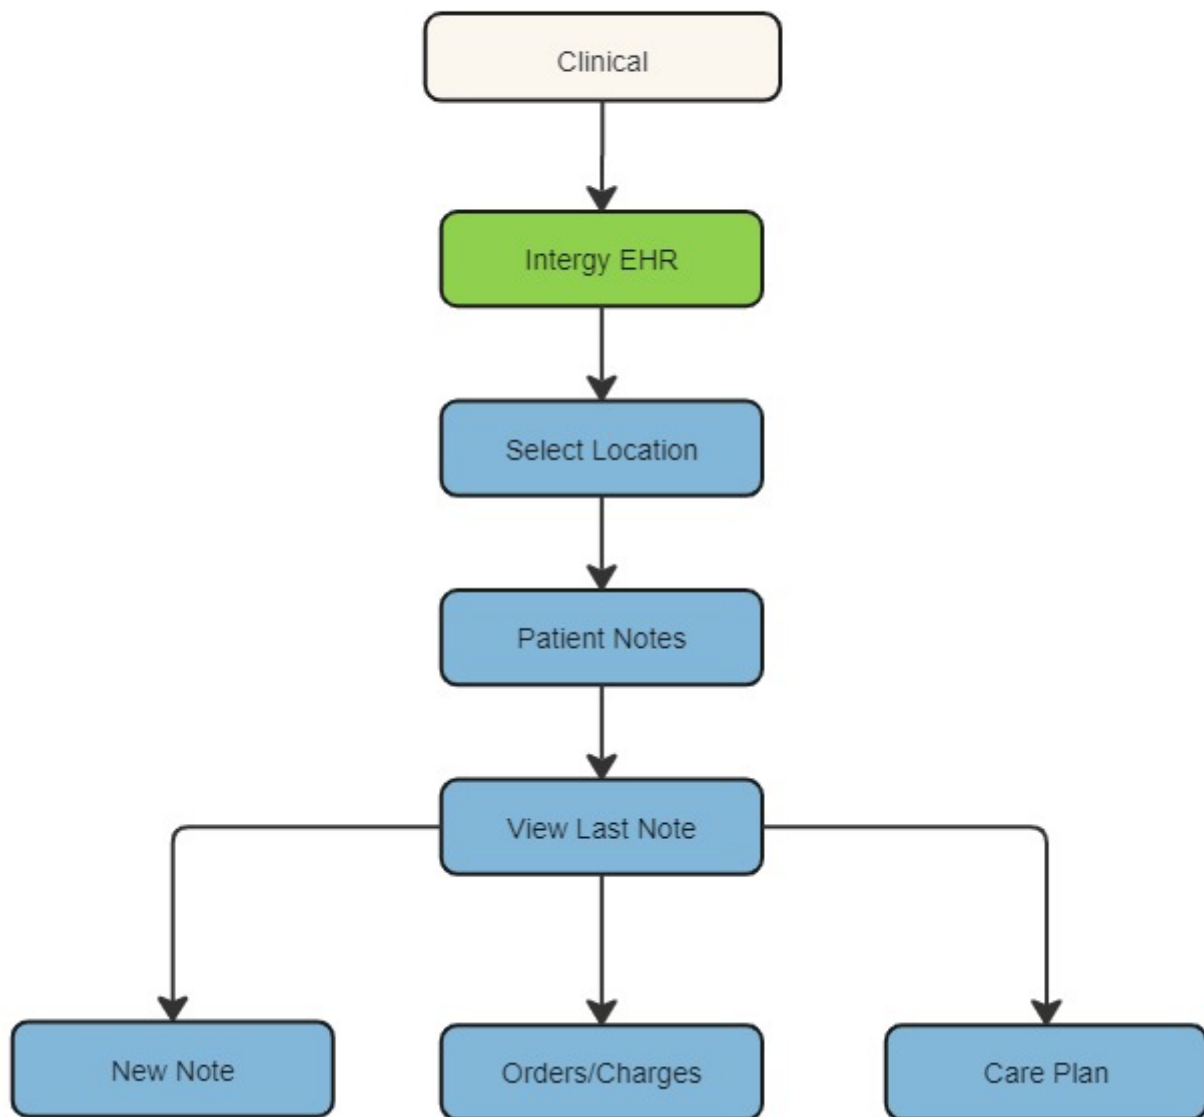 Clinical
Intergy EHR
Select Location
Patient Notes
View Last Note
New Note
Orders/Charges
Care Plan